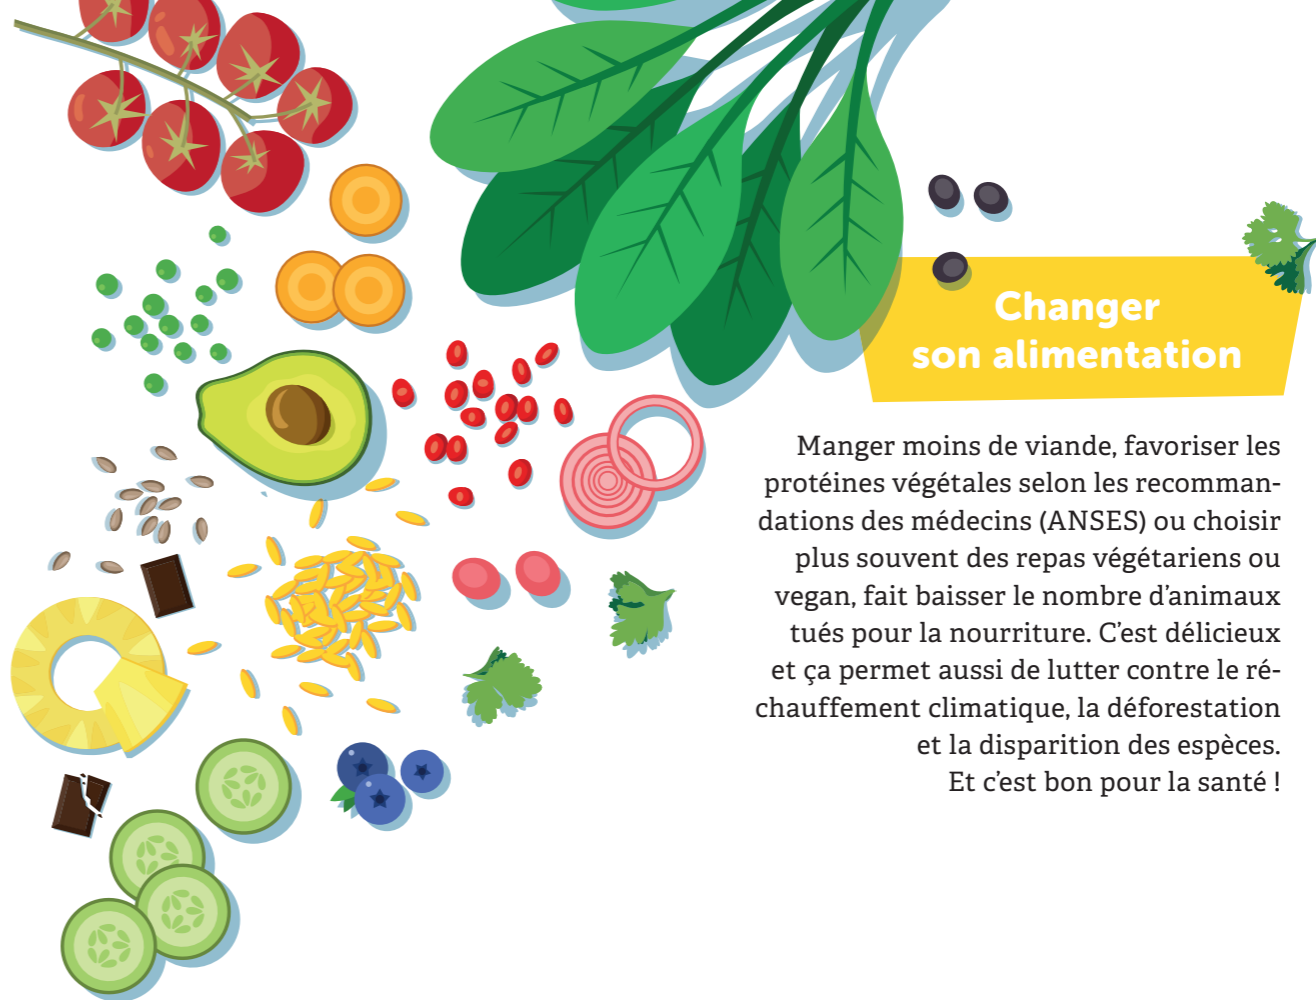 Changer
son alimentation
Manger moins de viande, favoriser les
protéines végétales selon les recomman-
dations des médecins (ANSES) ou choisir
plus souvent des repas végétariens ou
vegan, fait baisser le nombre d’animaux
tués pour la nourriture. C’est délicieux
et ça permet aussi de lutter contre le ré-
chauffement climatique, la déforestation
et la disparition des espèces.
Et c’est bon pour la santé !